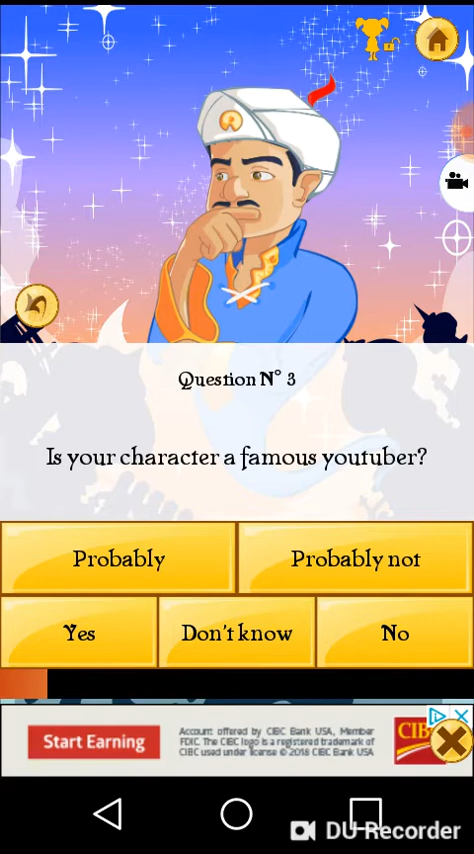 Question N° 3
Is your character a famous youtuber?
Probably
Probably not
Yes
Don't know
No
Start Earning
Account offered by CIBC Bank USA, Member
FDIC. The CIBC logo is a registered trademark of
CIBC used under license © 2018 CIBC Bank USA
CIB
DU Recorder